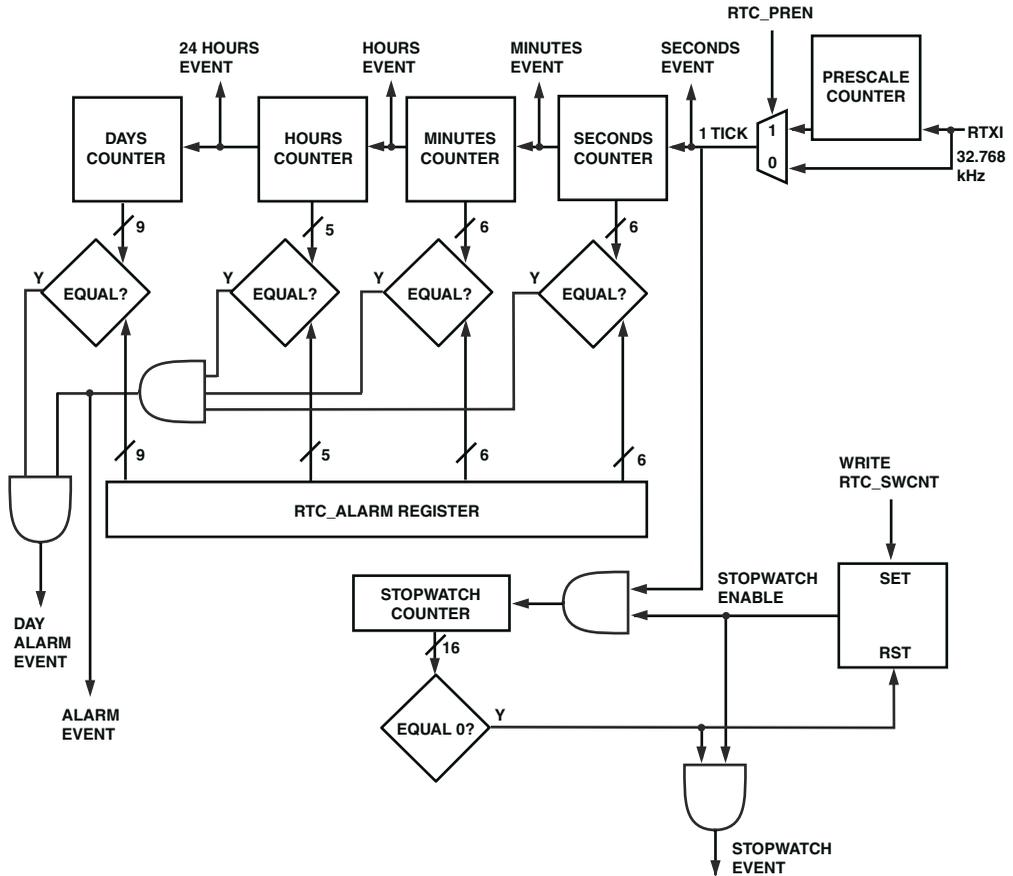 RTC_PREN
24 HOURS
EVENT
HOURS
EVENT
MINUTES
EVENT
SECONDS
EVENT
PRESCALE
COUNTER
DAYS
COUNTER
HOURS
COUNTER
MINUTES
COUNTER
SECONDS
COUNTER
1 TICK
1
0
RTXI
32.768
kHz
9
5
6
6
Y
EQUAL?
Y
EQUAL?
Y
EQUAL?
Y
EQUAL?
9
5
6
6
RTC_ALARM REGISTER
WRITE
RTC_SWCNT
DAY
ALARM
EVENT
ALARM
EVENT
STOPWATCH
COUNTER
STOPWATCH
ENABLE
SET
RST
16
EQUAL 0?
Y
STOPWATCH
EVENT